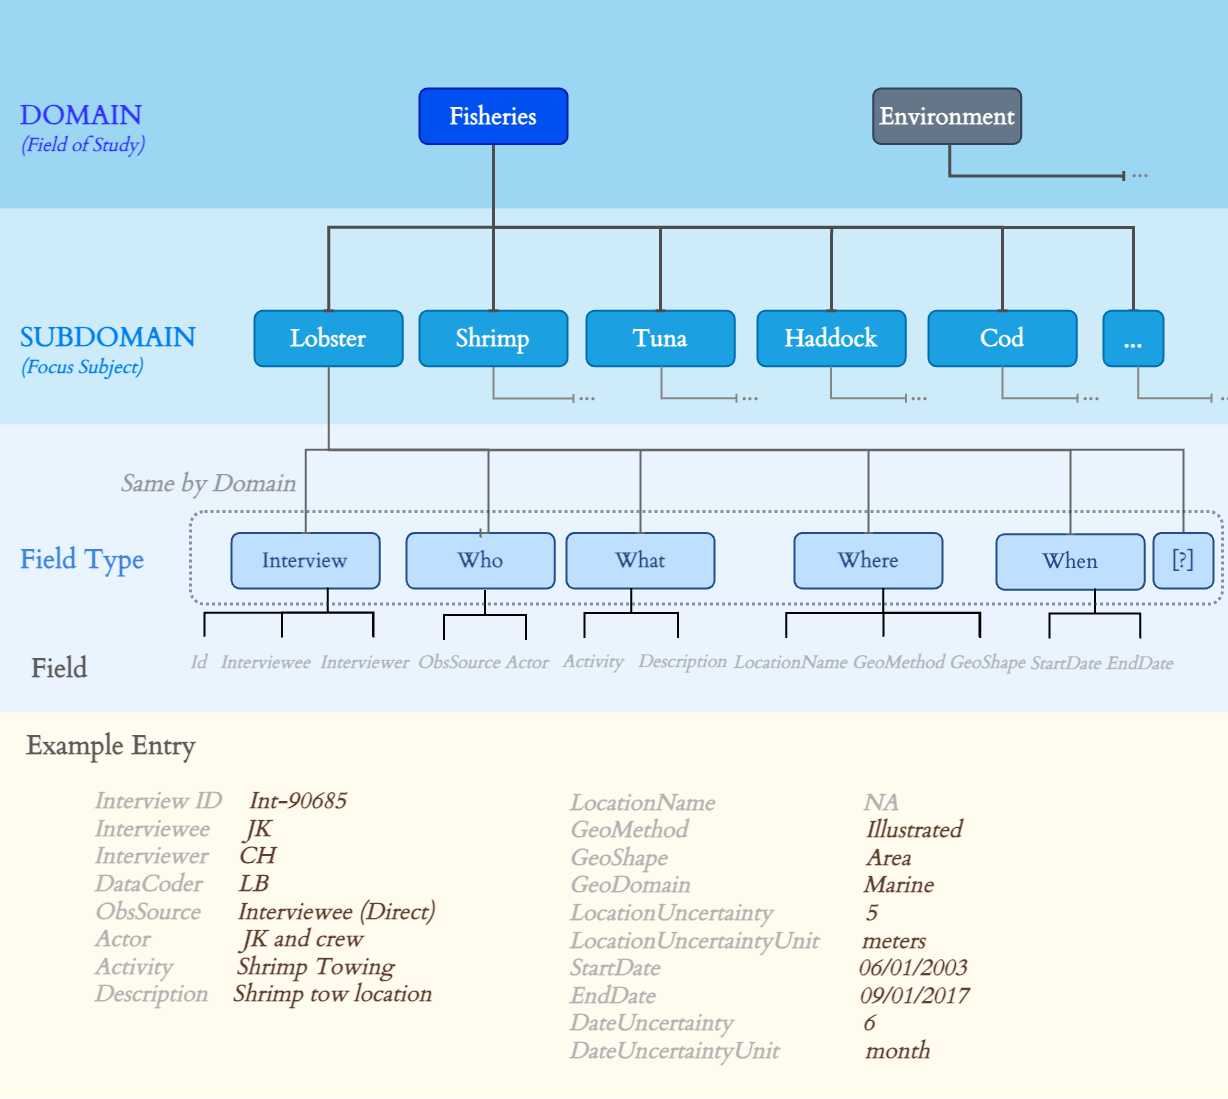 DOMAIN
(Field of Study)
Fisheries
Environment
...
SUBDOMAIN
(Focus Subject)
Lobster
Shrimp
Tuna
Haddock
Cod
...
...
...
...
...
...
Same by Domain
Field Type
Interview
Who
What
Where
When
[?]
Field
Id Interviewee Interviewer ObsSource Actor Activity Description LocationName GeoMethod GeoShape StartDate EndDate
Example Entry
Interview ID Int-90685
Interviewee JK
Interviewer CH
DataCoder LB
ObsSource Interviewee (Direct)
Actor JK and crew
Activity Shrimp Towing
Description Shrimp tow location
LocationName NA
GeoMethod Illustrated
GeoShape Area
GeoDomain Marine
LocationUncertainty 5
LocationUncertaintyUnit meters
StartDate 06/01/2003
EndDate 09/01/2017
DateUncertainty 6
DateUncertaintyUnit month